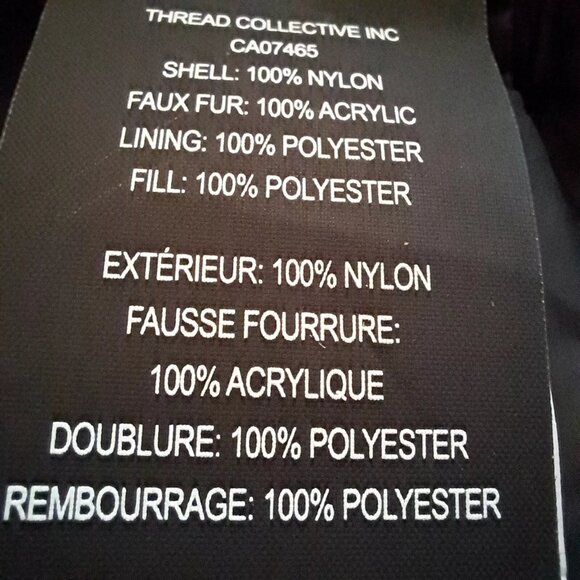 THREAD COLLECTIVE INC
CA07465
SHELL: 100% NYLON
FAUX FUR: 100% ACRYLIC
LINING: 100% POLYESTER
FILL: 100% POLYESTER
EXTÉRIEUR: 100% NYLON
FAUSSE FOURRURE:
100% ACRYLIQUE
DOUBLURE: 100% POLYESTER
REMBOURRAGE: 100% POLYESTER